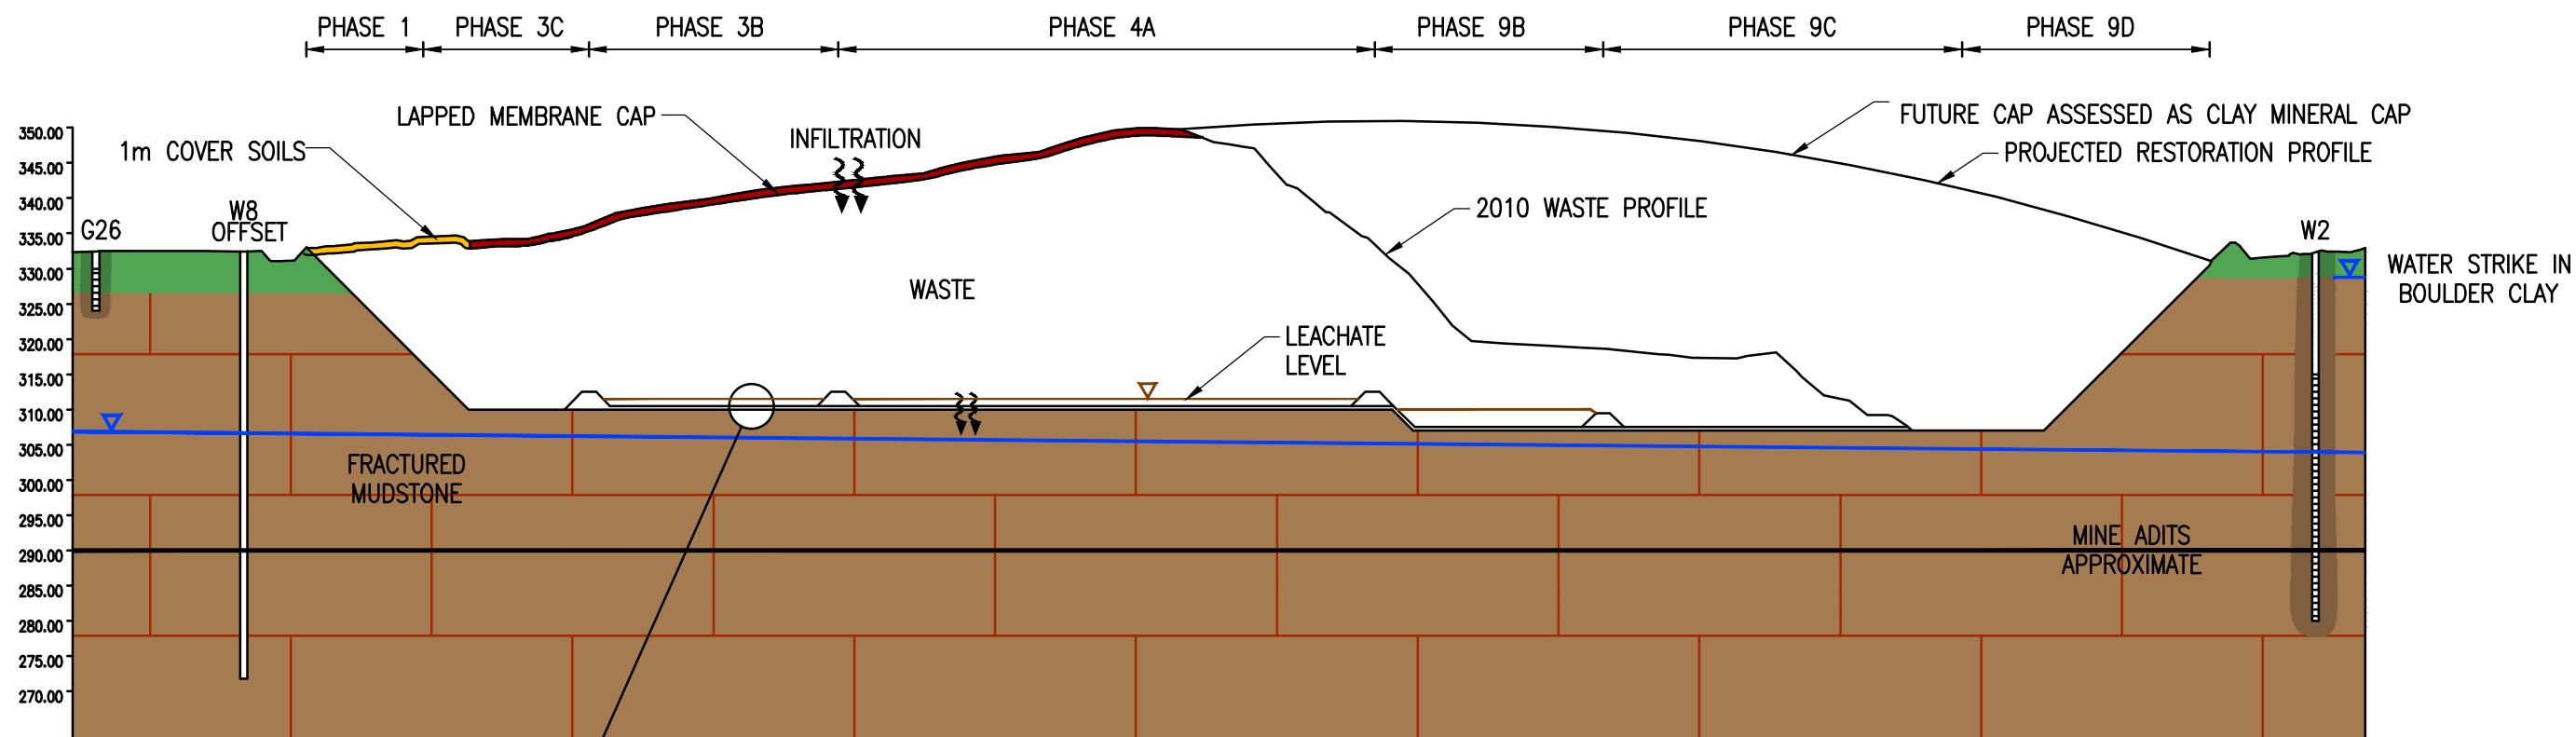 PHASE 1
PHASE 3C
PHASE 3B
PHASE 4A
PHASE 9B
PHASE 9C
PHASE 9D
LAPPED MEMBRANE CAP
INFILTRATION
FUTURE CAP ASSESSED AS CLAY MINERAL CAP
1m COVER SOILS
PROJECTED RESTORATION PROFILE
2010 WASTE PROFILE
G26
W8
OFFSET
W2
WATER STRIKE IN
BOULDER CLAY
WASTE
LEACHATE
LEVEL
FRACTURED
MUDSTONE
MINE ADITS
APPROXIMATE
350.00
345.00
340.00
335.00
330.00
325.00
320.00
315.00
310.00
305.00
300.00
295.00
290.00
285.00
280.00
275.00
270.00